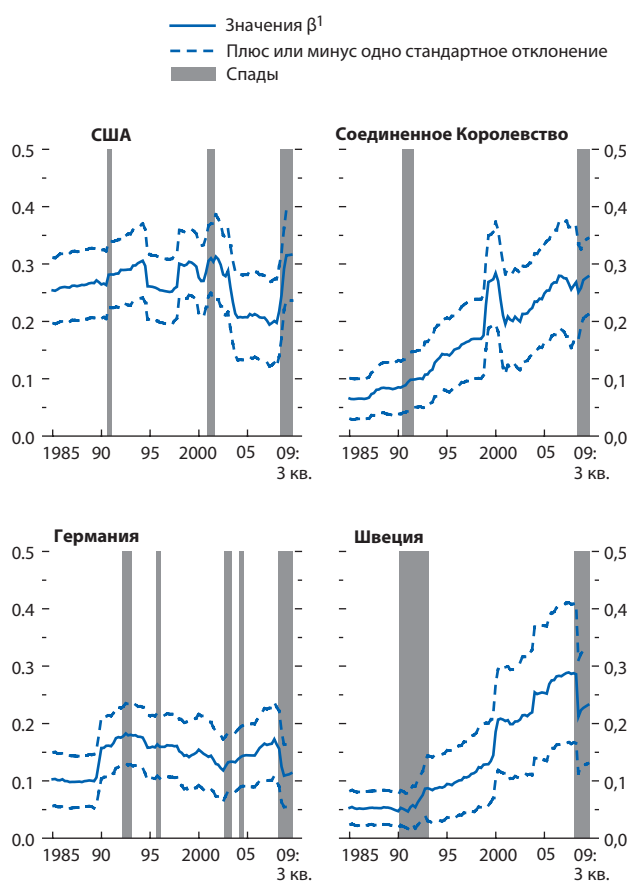 Значения β1
Плюс или минус одно стандартное отклонение
Спады
США
Соединенное Королевство
0,5
0,4
0,3
0,2
0,1
0,0
0,5
0,4
0,3
0,2
0,1
0,0
1985 90 95 2000 05 09:
3 кв.
1985 90 95 2000 05 09:
3 кв.
Германия
Швеция
0,5
0,4
0,3
0,2
0,1
0,0
0,5
0,4
0,3
0,2
0,1
0,0
1985 90 95 2000 05 09:
3 кв.
1985 90 95 2000 05 09:
3 кв.